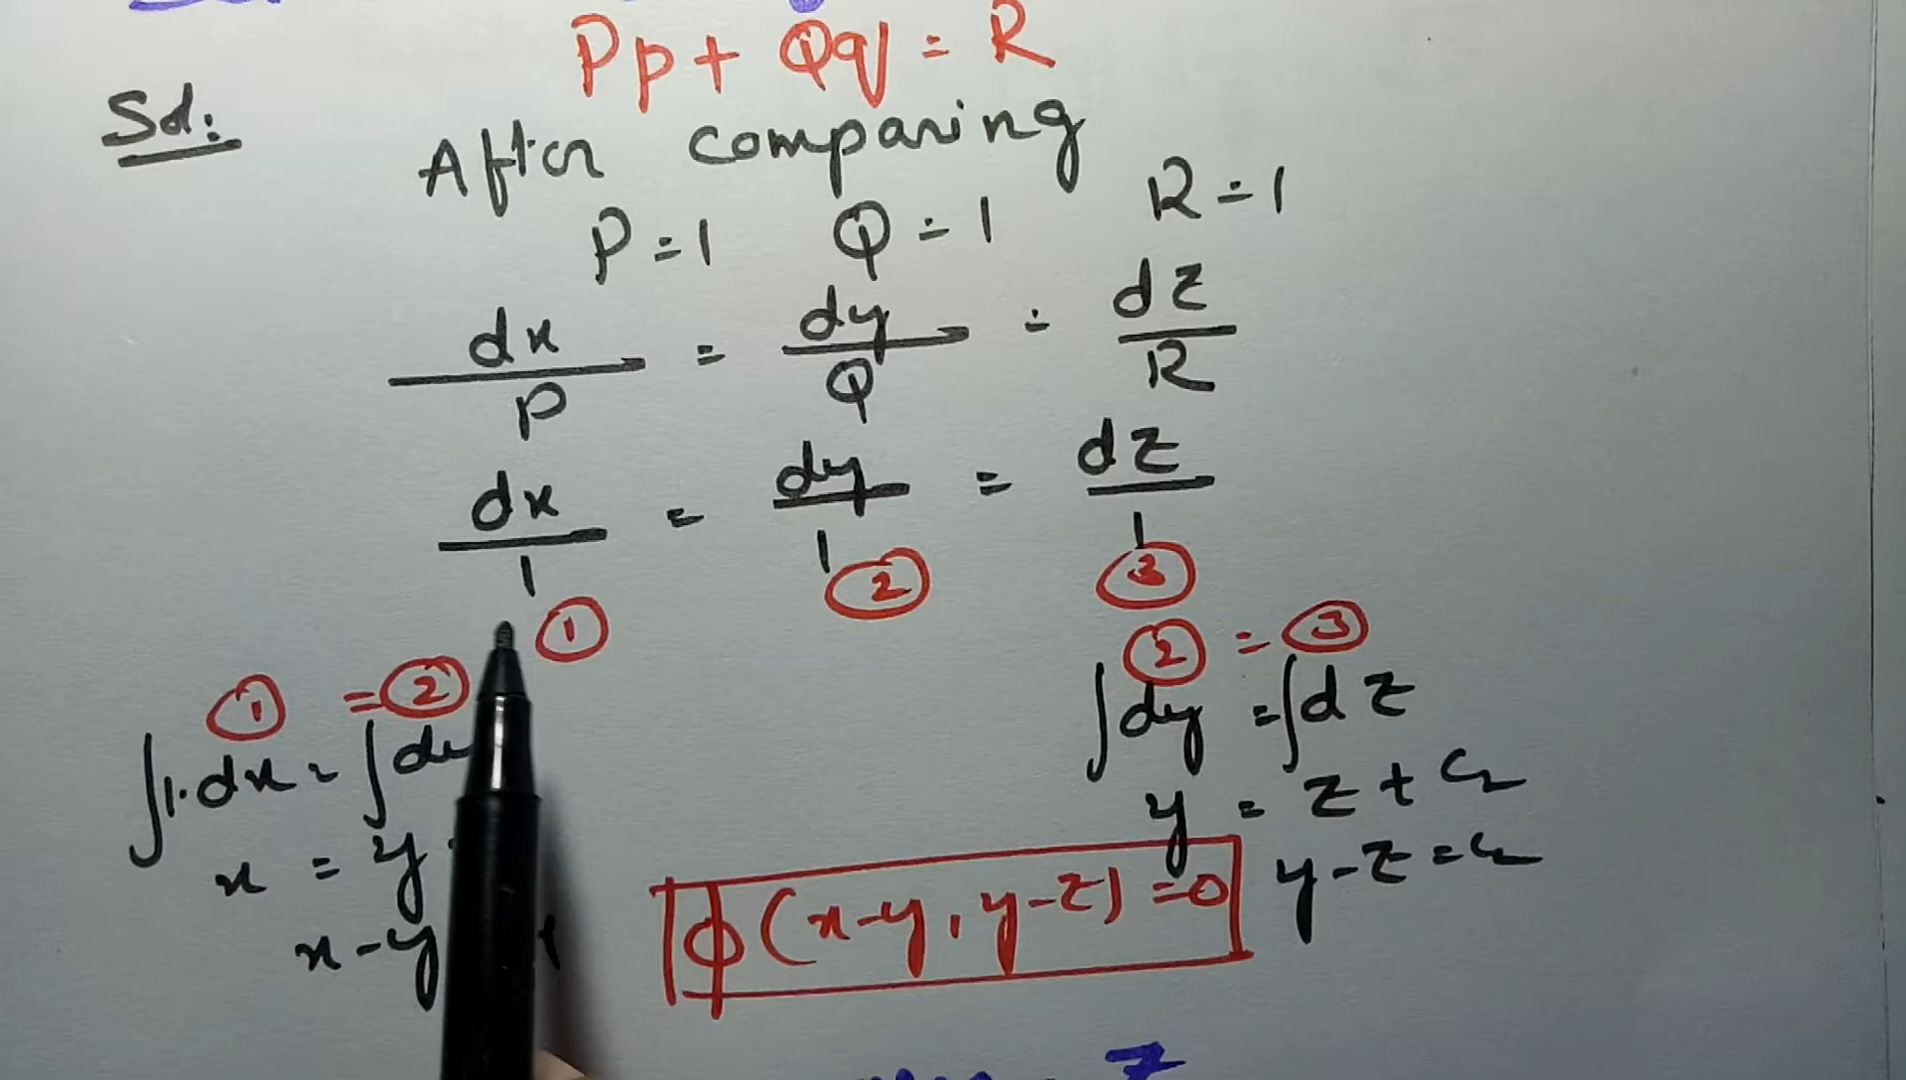 Pp + Qq = R
Sol:
After comparing
P = 1 Q = 1 R = 1
dx/P = dy/Q = dz/R
dx/1 = dy/1 = dz/1
① ② ③
① = ② ② = ③
∫1.dx = ∫dy ∫dy = ∫dz
x = y y = z + c₂
x - y y - z = c₂
ϕ(x-y, y-z) = 0